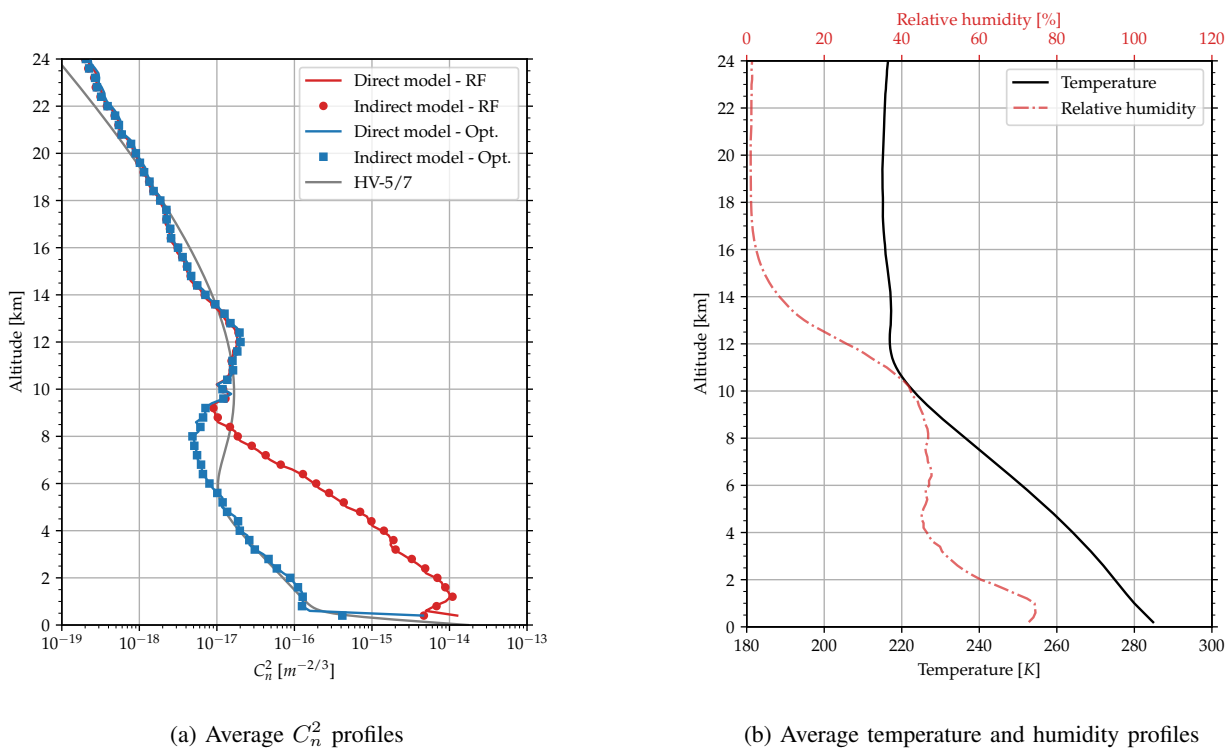 24
22
20
18
16
14
12
10
8
6
4
2
0
Altitude [km]
10−19
10−18
10−17
10−16
10−15
10−14
10−13
C_n^2 [m^{−2/3}]
Direct model - RF
Indirect model - RF
Direct model - Opt.
Indirect model - Opt.
HV-5/7
(a) Average C_n^2 profiles
Relative humidity [%]
0 20 40 60 80 100 120
24
22
20
18
16
14
12
10
8
6
4
2
0
Altitude [km]
180 200 220 240 260 280 300
Temperature [K]
Temperature
Relative humidity
(b) Average temperature and humidity profiles